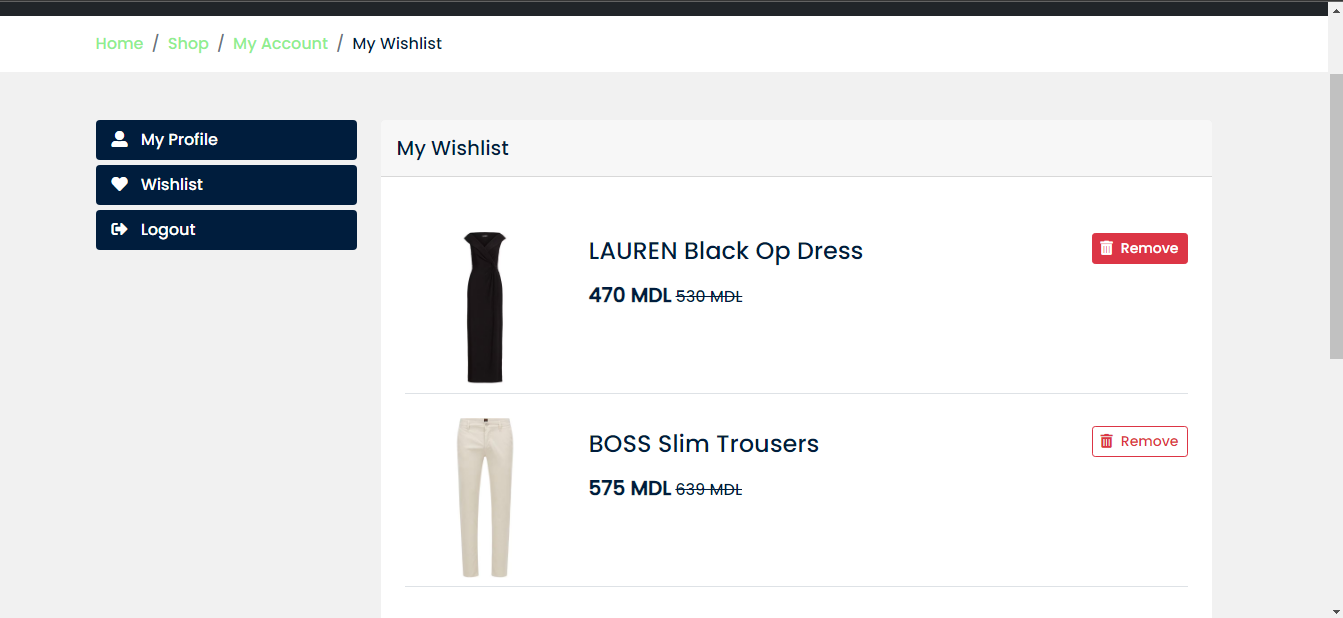 Home / Shop / My Account / My Wishlist
My Profile
Wishlist
Logout
My Wishlist
LAUREN Black Op Dress
Remove
470 MDL 530 MDL
BOSS Slim Trousers
Remove
575 MDL 639 MDL